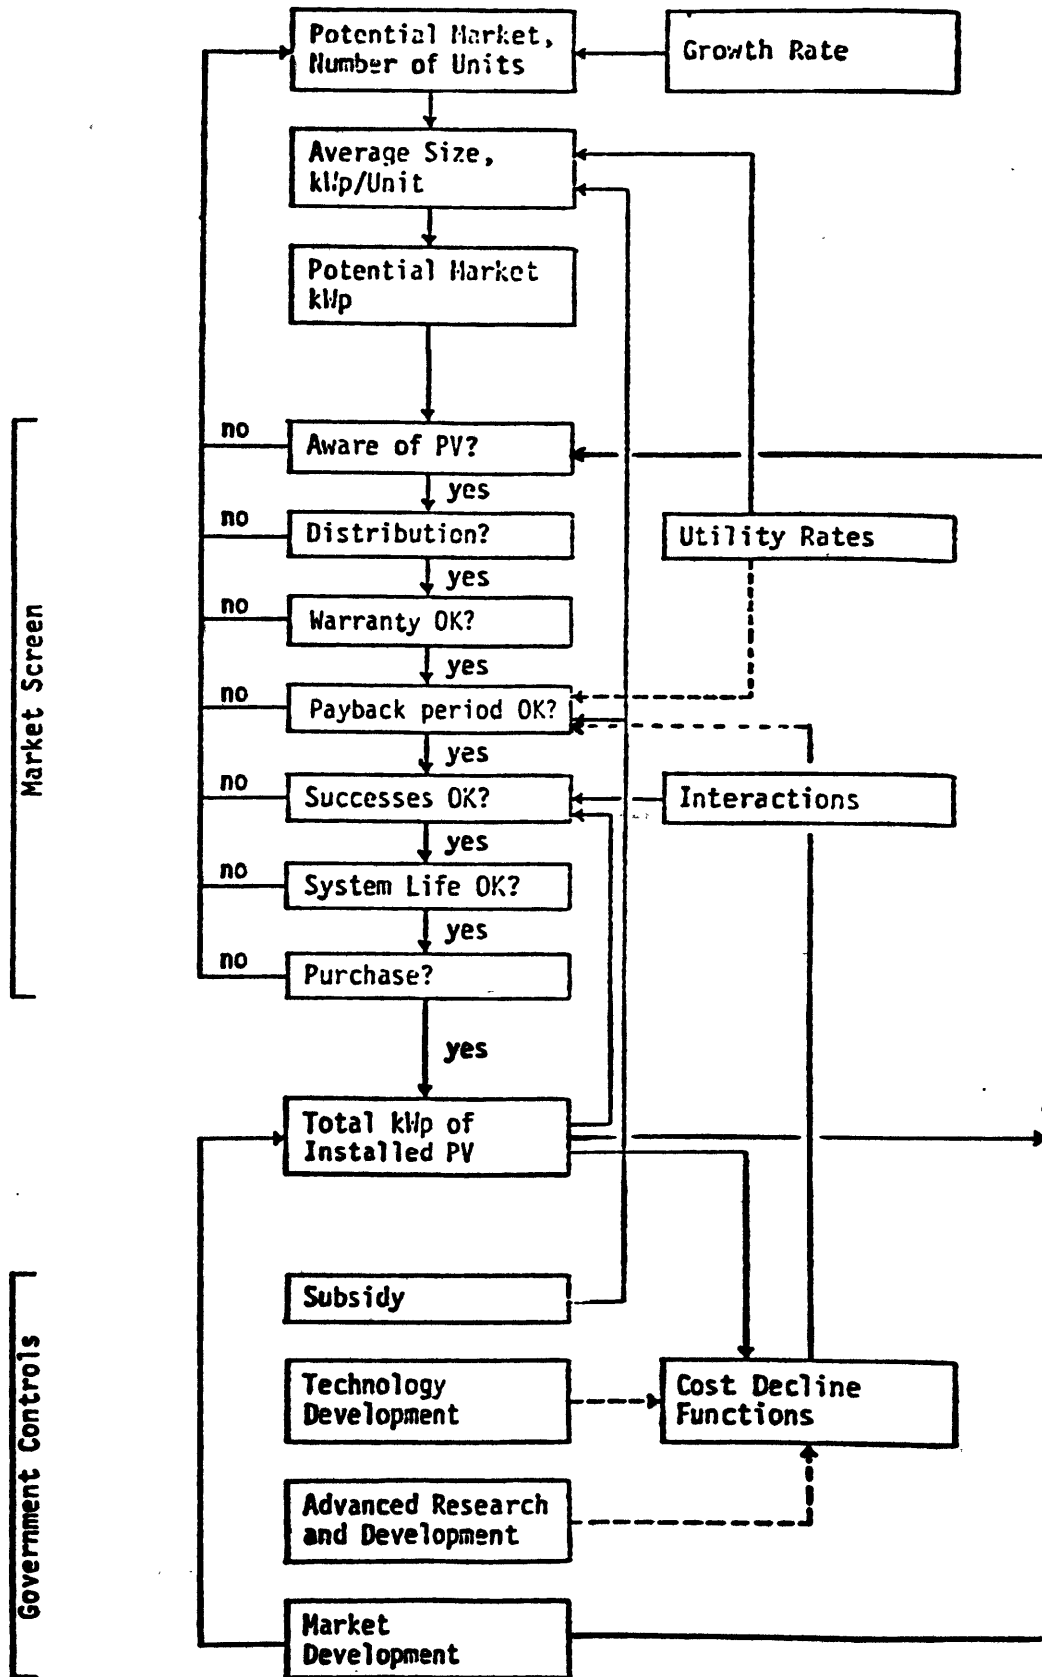 Potential Market,
Number of Units
Growth Rate
Average Size,
kWp/Unit
Potential Market
kWp
no
Aware of PV?
yes
no
Distribution?
Utility Rates
yes
no
Warranty OK?
yes
no
Payback period OK?
yes
no
Successes OK?
Interactions
yes
no
System Life OK?
yes
no
Purchase?
yes
Market Screen
Total kWp of
Installed PV
Subsidy
Technology
Development
Cost Decline
Functions
Advanced Research
and Development
Market
Development
Government Controls